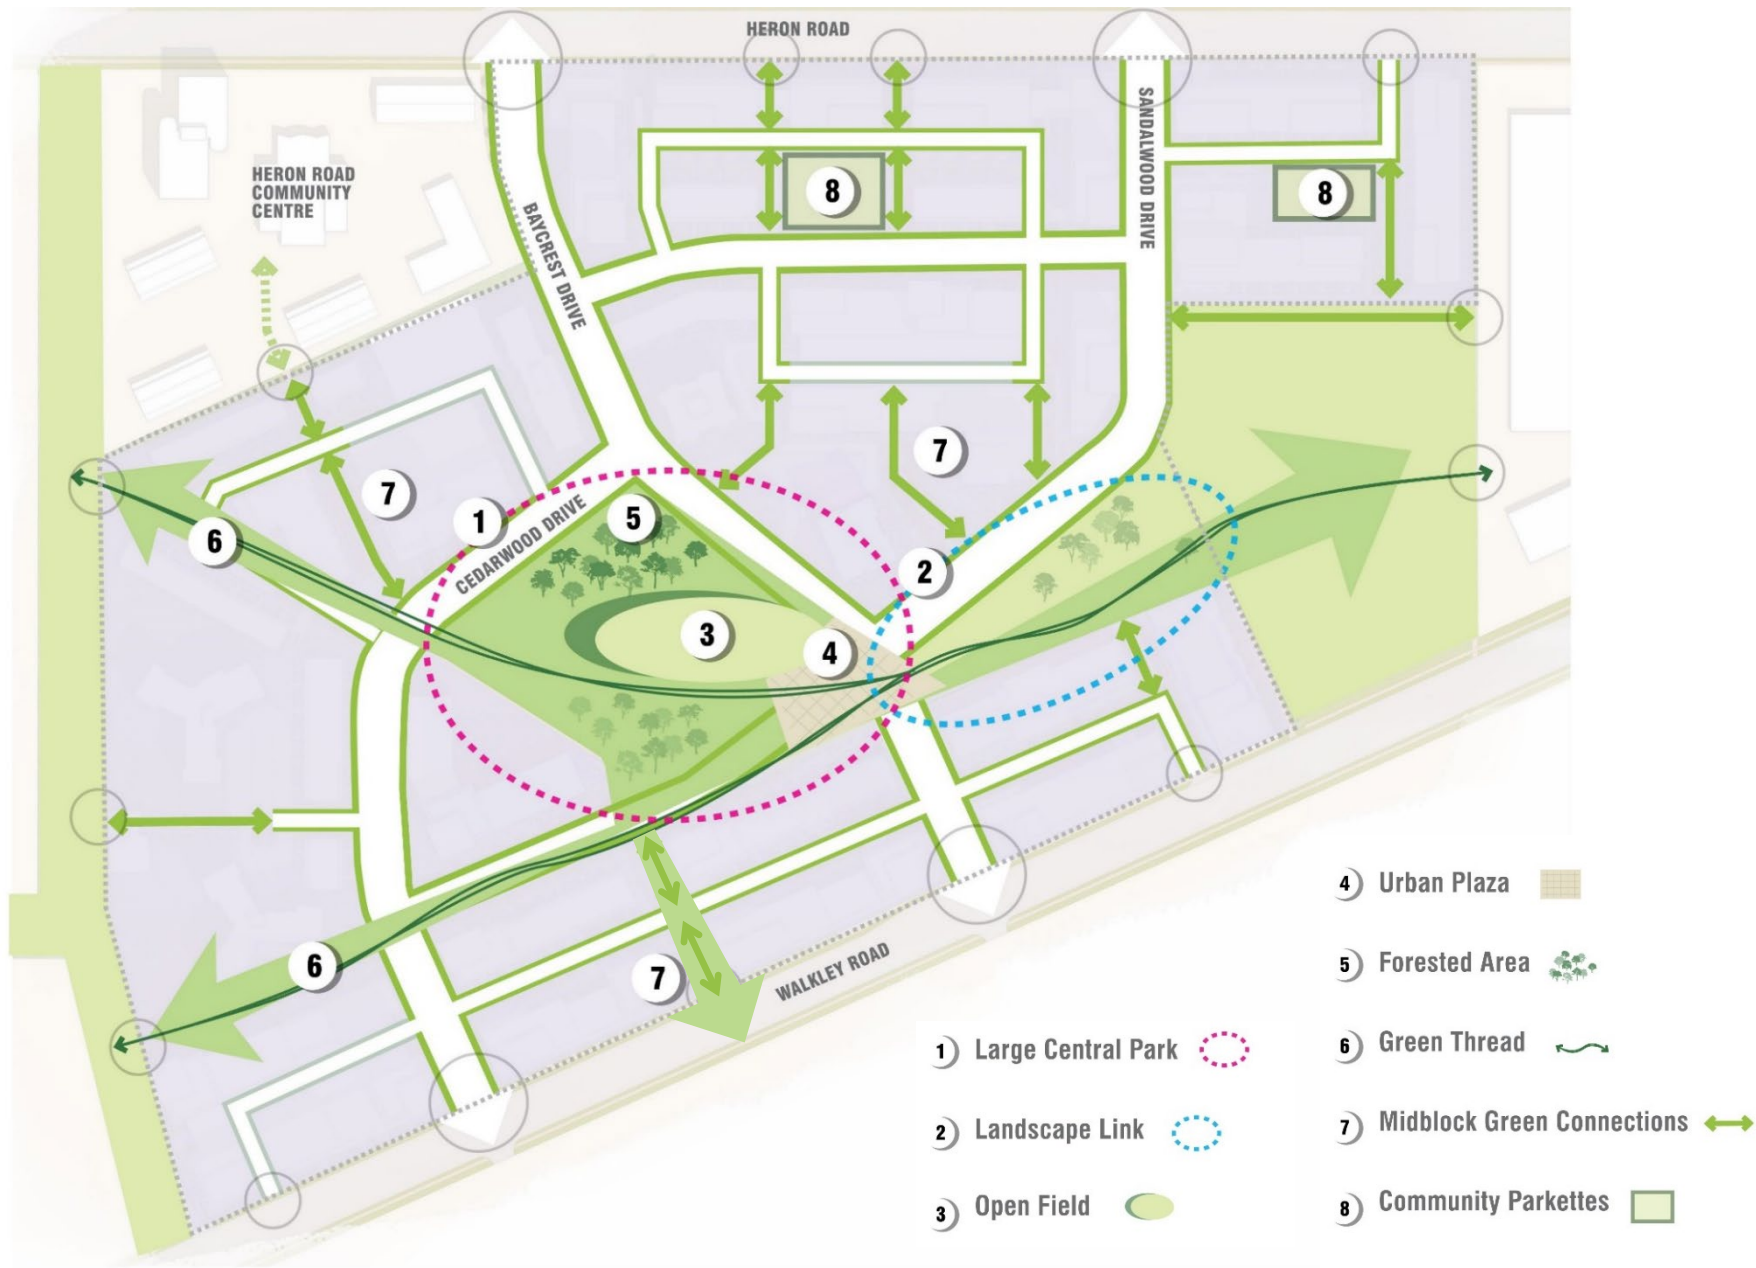 HERON ROAD
SANDALWOOD DRIVE
HERON ROAD
COMMUNITY
CENTRE
8
8
BAYCREST DRIVE
7
7
1
5
CEDARWOOD DRIVE
6
2
3
4
6
7
WALKLEY ROAD
1 Large Central Park
2 Landscape Link
3 Open Field
4 Urban Plaza
5 Forested Area
6 Green Thread
7 Midblock Green Connections
8 Community Parkettes